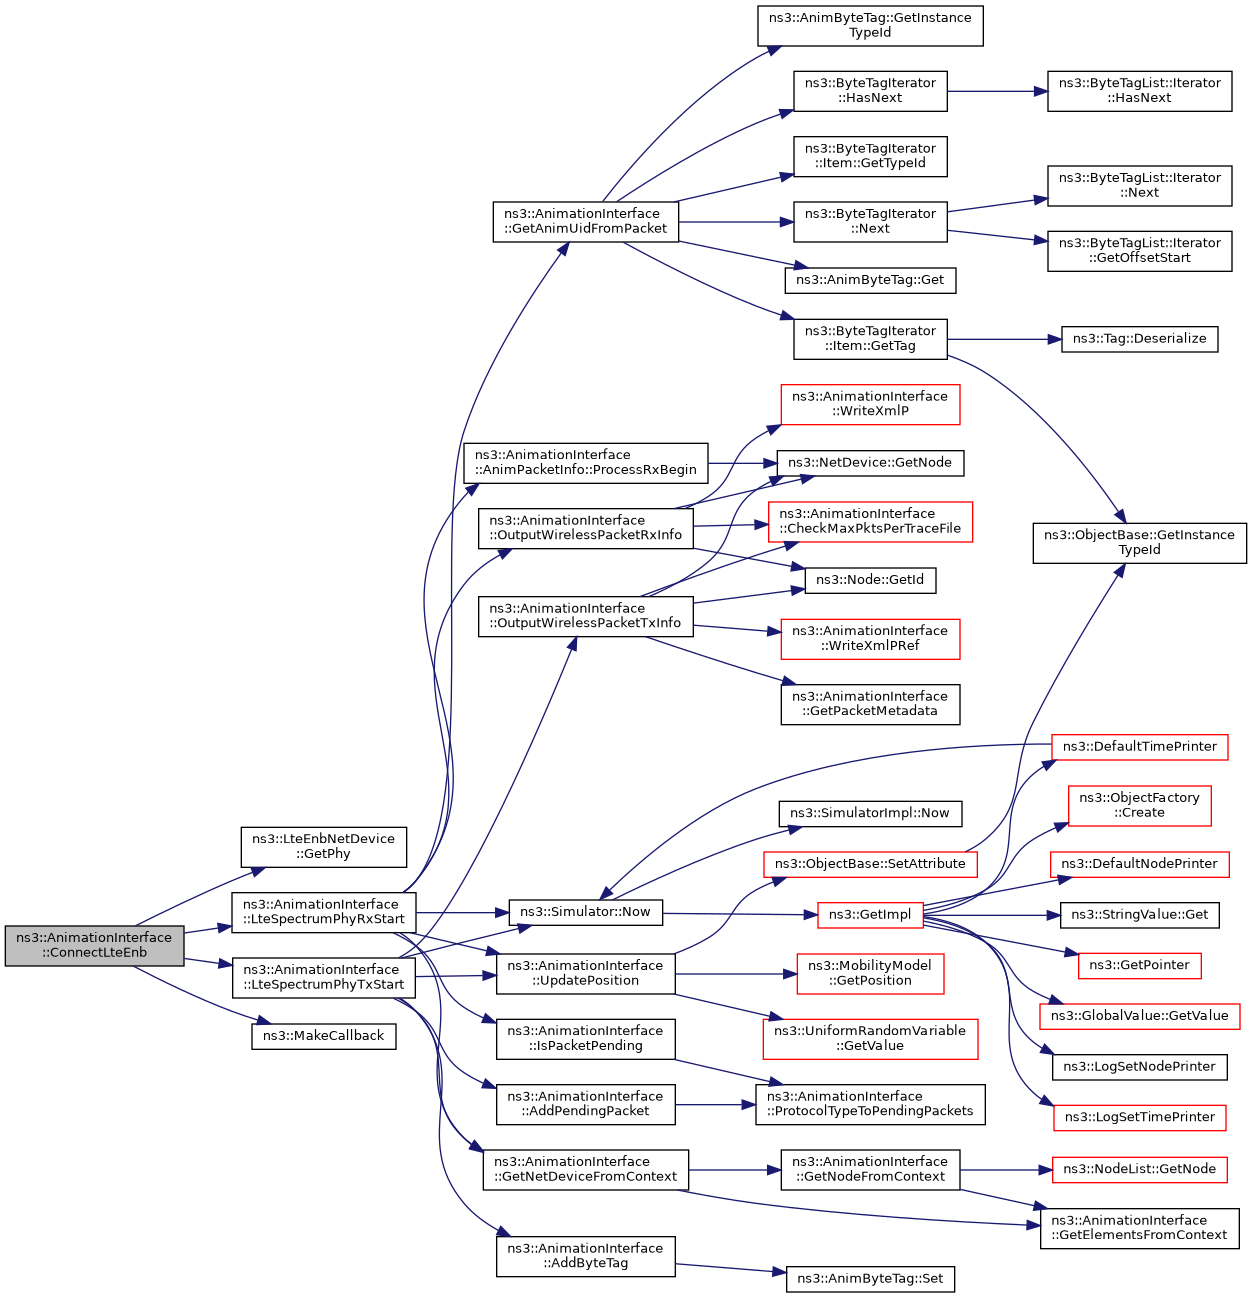 ns3::AnimByteTag::GetInstance
TypeId
ns3::ByteTagIterator
::HasNext
ns3::ByteTagList::Iterator
::HasNext
ns3::ByteTagIterator
::Item::GetTypeId
ns3::ByteTagList::Iterator
::Next
ns3::AnimationInterface
::GetAnimUidFromPacket
ns3::ByteTagIterator
::Next
ns3::ByteTagList::Iterator
::GetOffsetStart
ns3::AnimByteTag::Get
ns3::ByteTagIterator
::Item::GetTag
ns3::Tag::Deserialize
ns3::AnimationInterface
::WriteXmlP
ns3::AnimationInterface
::AnimPacketInfo::ProcessRxBegin
ns3::NetDevice::GetNode
ns3::AnimationInterface
::OutputWirelessPacketRxInfo
ns3::AnimationInterface
::CheckMaxPktsPerTraceFile
ns3::ObjectBase::GetInstance
TypeId
ns3::Node::GetId
ns3::AnimationInterface
::OutputWirelessPacketTxInfo
ns3::AnimationInterface
::WriteXmlPRef
ns3::AnimationInterface
::GetPacketMetadata
ns3::DefaultTimePrinter
ns3::SimulatorImpl::Now
ns3::ObjectFactory
::Create
ns3::LteEnbNetDevice
::GetPhy
ns3::ObjectBase::SetAttribute
ns3::DefaultNodePrinter
ns3::AnimationInterface
::LteSpectrumPhyRxStart
ns3::Simulator::Now
ns3::GetImpl
ns3::StringValue::Get
ns3::AnimationInterface
::ConnectLteEnb
ns3::AnimationInterface
::LteSpectrumPhyTxStart
ns3::AnimationInterface
::UpdatePosition
ns3::MobilityModel
::GetPosition
ns3::GetPointer
ns3::MakeCallback
ns3::AnimationInterface
::IsPacketPending
ns3::UniformRandomVariable
::GetValue
ns3::GlobalValue::GetValue
ns3::LogSetNodePrinter
ns3::AnimationInterface
::AddPendingPacket
ns3::AnimationInterface
::ProtocolTypeToPendingPackets
ns3::LogSetTimePrinter
ns3::AnimationInterface
::GetNetDeviceFromContext
ns3::AnimationInterface
::GetNodeFromContext
ns3::NodeList::GetNode
ns3::AnimationInterface
::GetElementsFromContext
ns3::AnimationInterface
::AddByteTag
ns3::AnimByteTag::Set